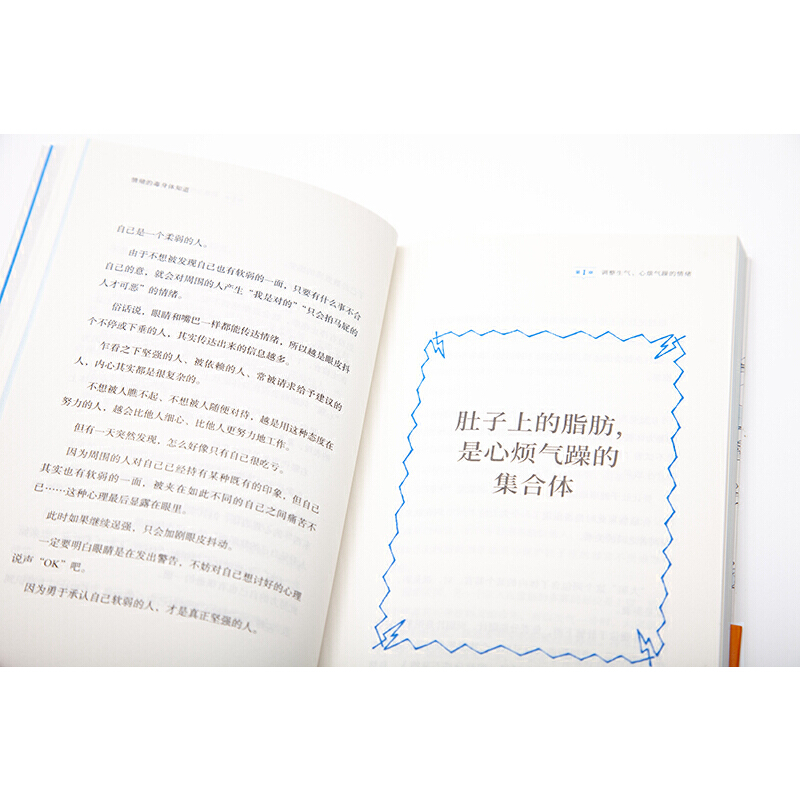 情绪的毒身体知道
自己是一个柔弱的人。
由于不想被发现自己也有软弱的一面，只要有什么事不合
自己的意，就会对周围的人产生“我是对的”“只会拍马屁的
人才可恶”的情绪。
俗话说，眼睛和嘴巴一样都能传达情绪，所以越是眼皮抖
个不停或下垂的人，其实传达出来的信息越多。
乍看之下坚强的人、被依赖的人、常被请求给予建议的
人，内心其实都是很复杂的。
不想被人瞧不起、不想被人随便对待，越是用这种态度在
努力的人，越会比他人细心、比他人更努力地工作。
但有一天突然发现，怎么好像只有自己很吃亏。
因为周围的人对自己已经持有某种既有的印象，但自己
其实也有软弱的一面，被夹在如此不同的自己之间痛苦不
已……这种心理最后显露在眼里。
此时如果继续逞强，只会加剧眼皮抖动。
一定要明白眼睛是在发出警告，不妨对自己想讨好的心理
说声“OK”吧。
因为勇于承认自己软弱的人，才是真正坚强的人。
第1章 调整生气、心烦气躁的情绪
肚子上的脂肪，
是心烦气躁的
集合体